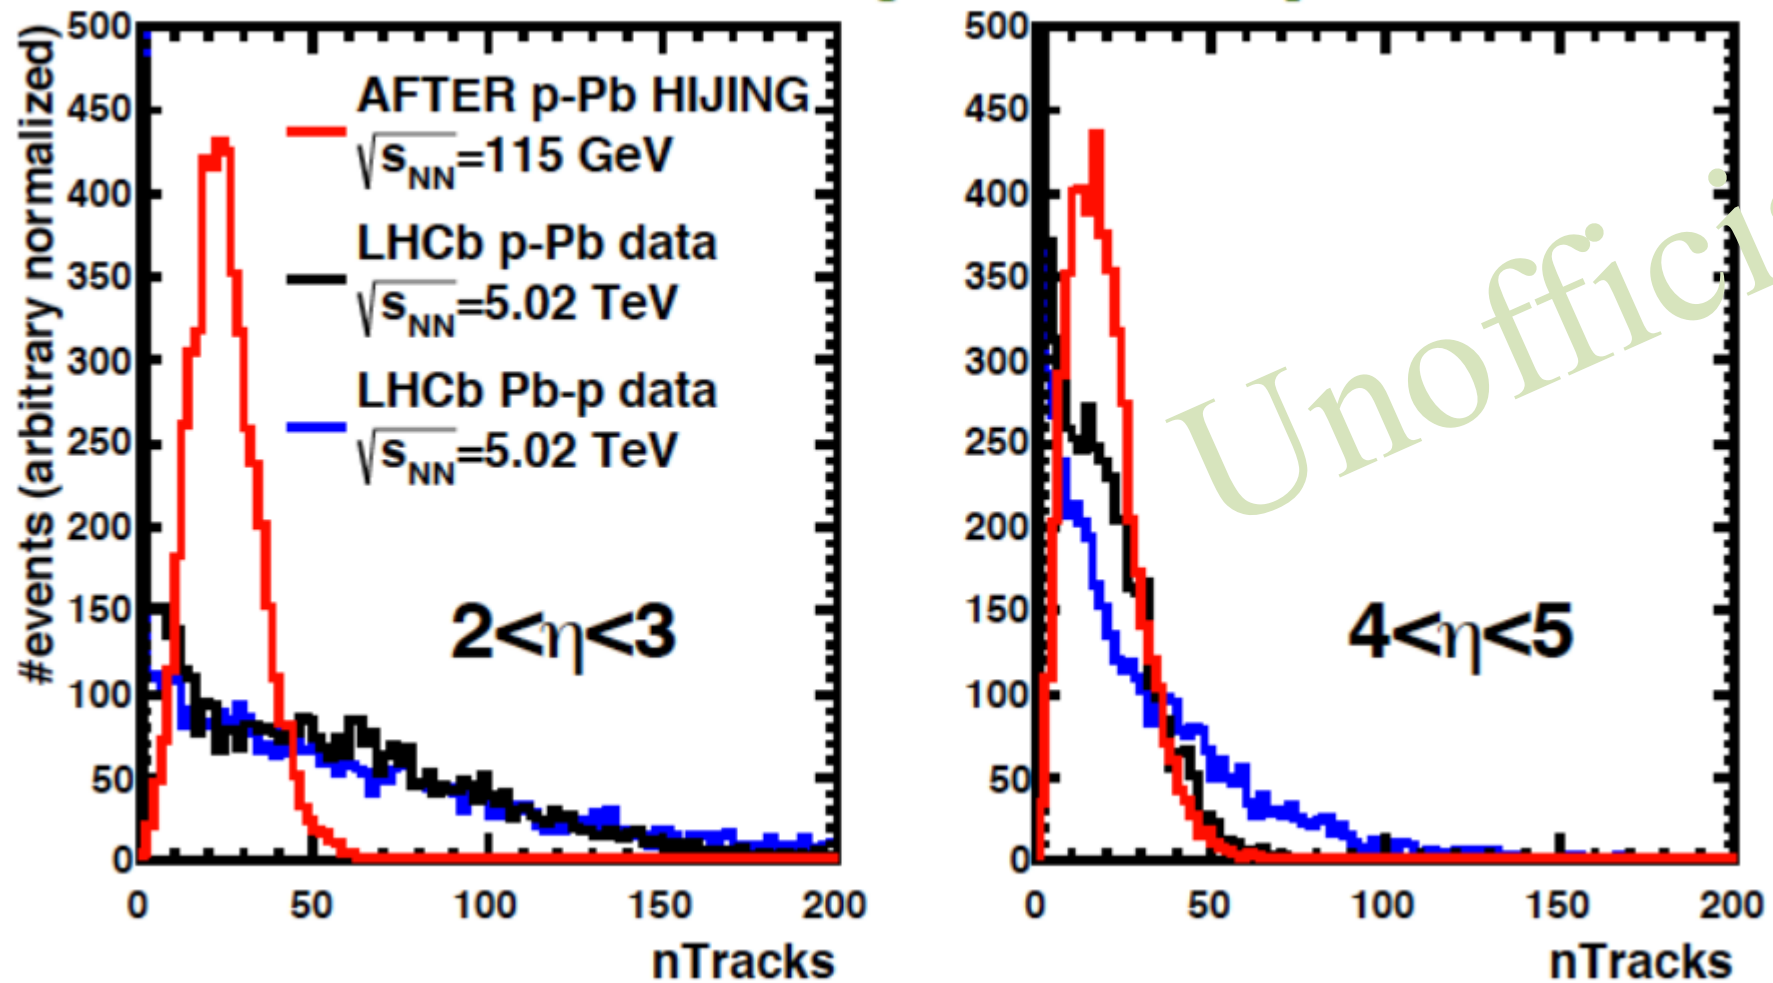 #events (arbitrary normalized)
500
450
400
350
300
250
200
150
100
50
0
AFTER p-Pb HIJING
√sNN=115 GeV
LHCb p-Pb data
√sNN=5.02 TeV
LHCb Pb-p data
√sNN=5.02 TeV
2<η<3
0 50 100 150 200
nTracks
500
450
400
350
300
250
200
150
100
50
0
4<η<5
0 50 100 150 200
nTracks